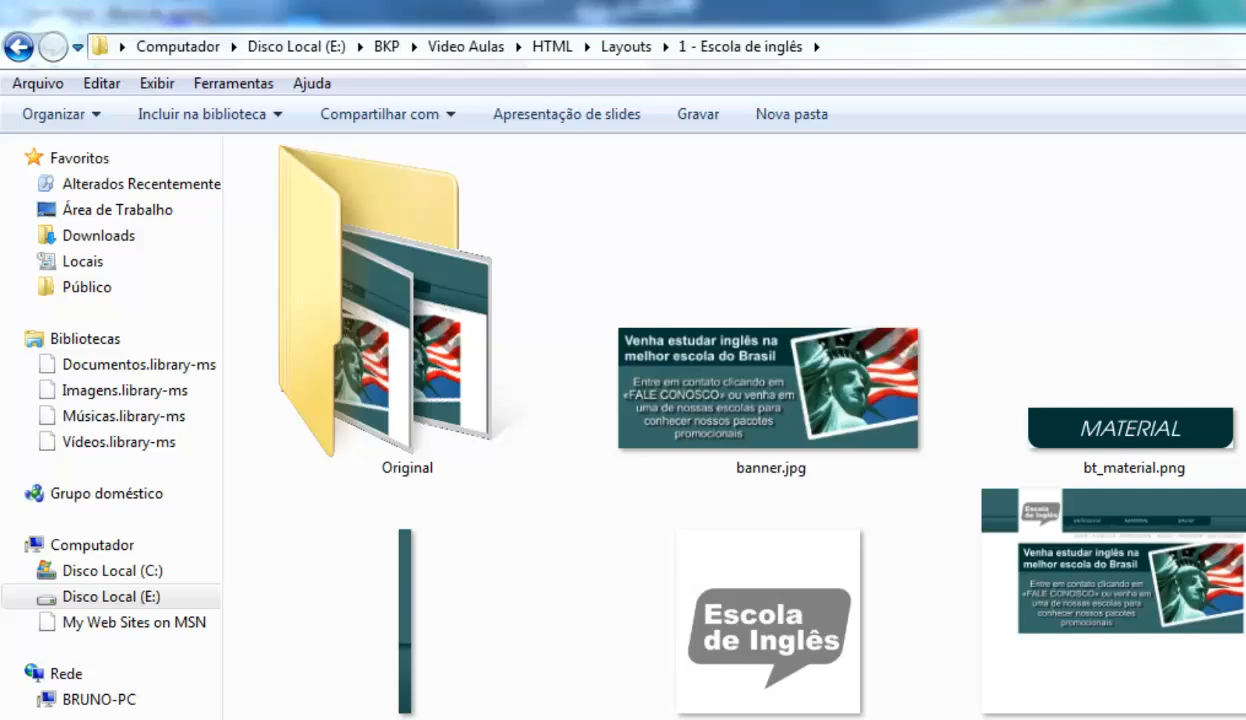 Computador Disco Local (E:) BKP Video Aulas HTML Layouts 1 - Escola de inglês
Arquivo Editar Exibir Ferramentas Ajuda
Organizar Incluir na biblioteca Compartilhar com Apresentação de slides Gravar Nova pasta
Favoritos
Alterados Recentemente
Área de Trabalho
Downloads
Locais
Público
Bibliotecas
Documentos.library-ms
Imagens.library-ms
Músicas.library-ms
Vídeos.library-ms
Grupo doméstico
Computador
Disco Local (C:)
Disco Local (E:)
My Web Sites on MSN
Rede
BRUNO-PC
Original
Venha estudar inglês na
melhor escola do Brasil
Entre em contato clicando em
«FALE CONOSCO» ou venha em
uma de nossas escolas para
conhecer nossos pacotes
promocionais
banner.jpg
MATERIAL
bt_material.png
Escola
de Inglês
Escola
de Inglês
Venha estudar inglês na
melhor escola do Brasil
Entre em contato clicando em
«FALE CONOSCO» ou venha em
uma de nossas escolas para
conhecer nossos pacotes
promocionais